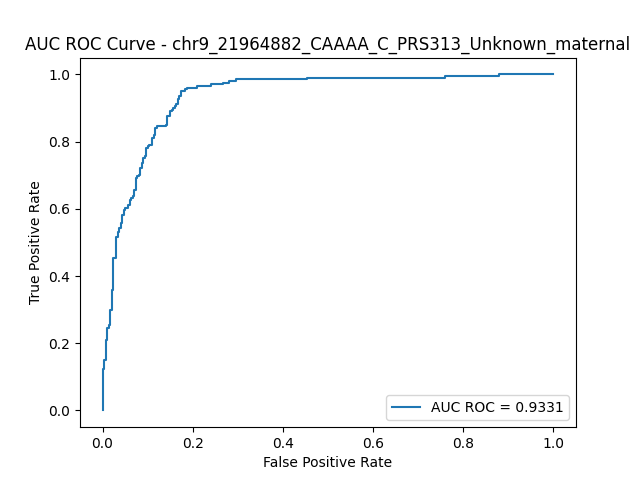 AUC ROC Curve - chr9_21964882_CAAAA_C_PRS313_Unknown_maternal
True Positive Rate
1.0
0.8
0.6
0.4
0.2
0.0
AUC ROC = 0.9331
0.0 0.2 0.4 0.6 0.8 1.0
False Positive Rate